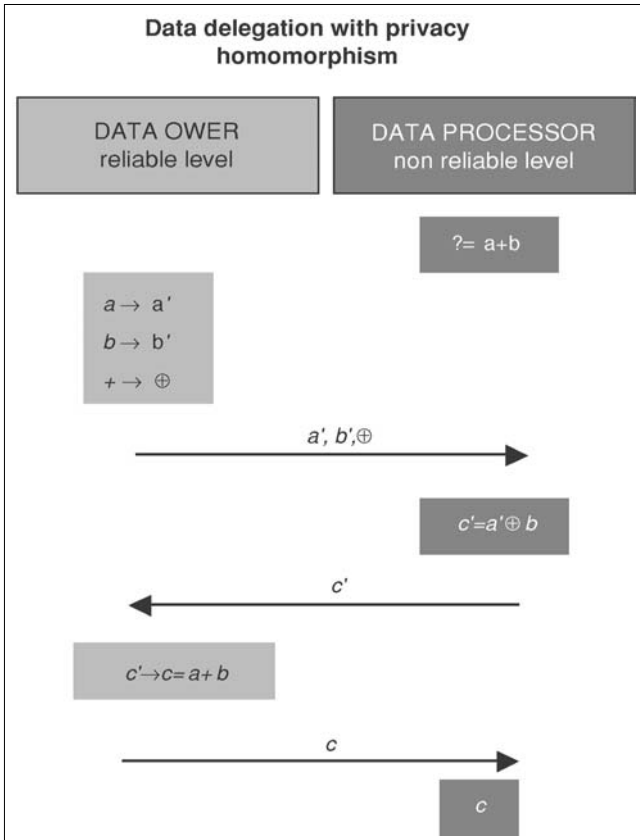 Data delegation with privacy
homomorphism
DATA OWER
reliable level
DATA PROCESSOR
non reliable level
?= a+b
a → a'
b → b'
+ → ⊕
a', b',⊕
c'=a'⊕ b
c'
c'→c= a+ b
c
c